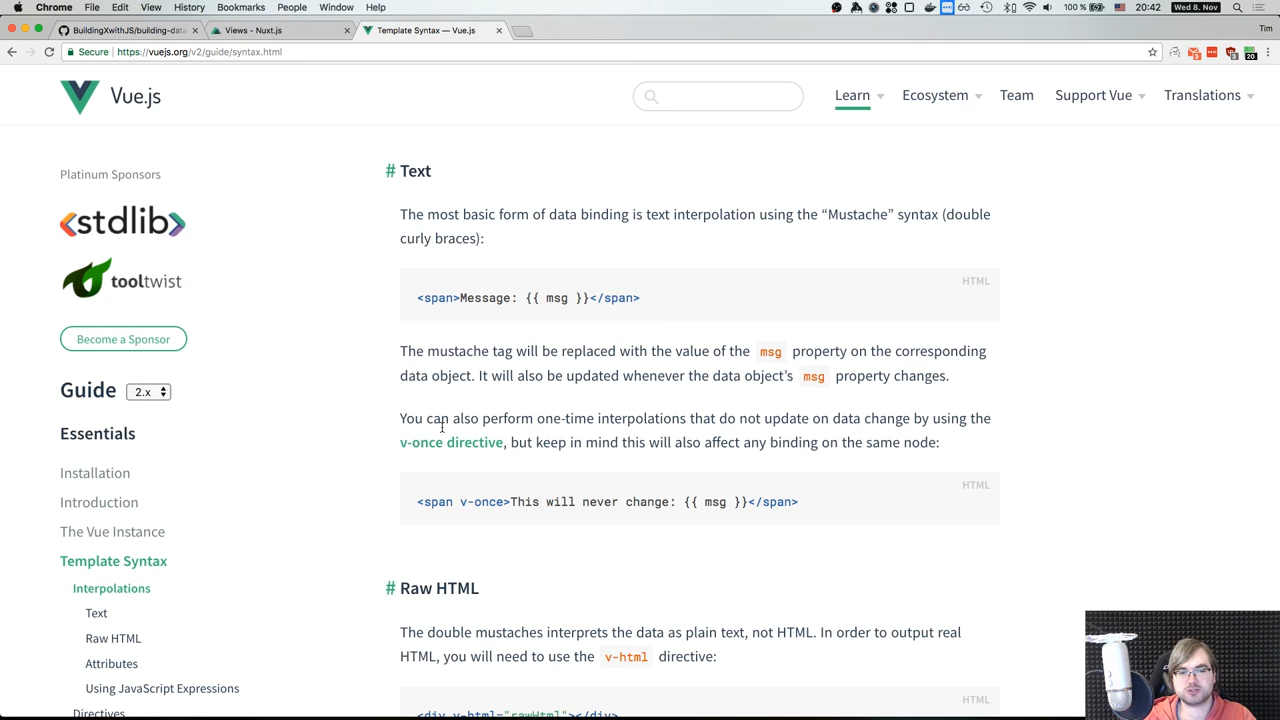 Chrome File Edit View History Bookmarks People Window Help 100 % 20:42 Wed 8. Nov
BuildingXwithJS/building-data Views - Nuxt.js Template Syntax — Vue.js Tim
Secure https://vuejs.org/v2/guide/syntax.html
Vue.js Learn Ecosystem Team Support Vue Translations
Platinum Sponsors
<stdlib>
tooltwist
Become a Sponsor
Guide 2.x
Essentials
Installation
Introduction
The Vue Instance
Template Syntax
Interpolations
Text
Raw HTML
Attributes
Using JavaScript Expressions
Directives
# Text
The most basic form of data binding is text interpolation using the “Mustache” syntax (double
curly braces):
HTML
<span>Message: {{ msg }}</span>
The mustache tag will be replaced with the value of the msg property on the corresponding
data object. It will also be updated whenever the data object’s msg property changes.
You can also perform one-time interpolations that do not update on data change by using the
v-once directive, but keep in mind this will also affect any binding on the same node:
HTML
<span v-once>This will never change: {{ msg }}</span>
# Raw HTML
The double mustaches interprets the data as plain text, not HTML. In order to output real
HTML, you will need to use the v-html directive:
HTML
<div v-html="rawHtml"></div>